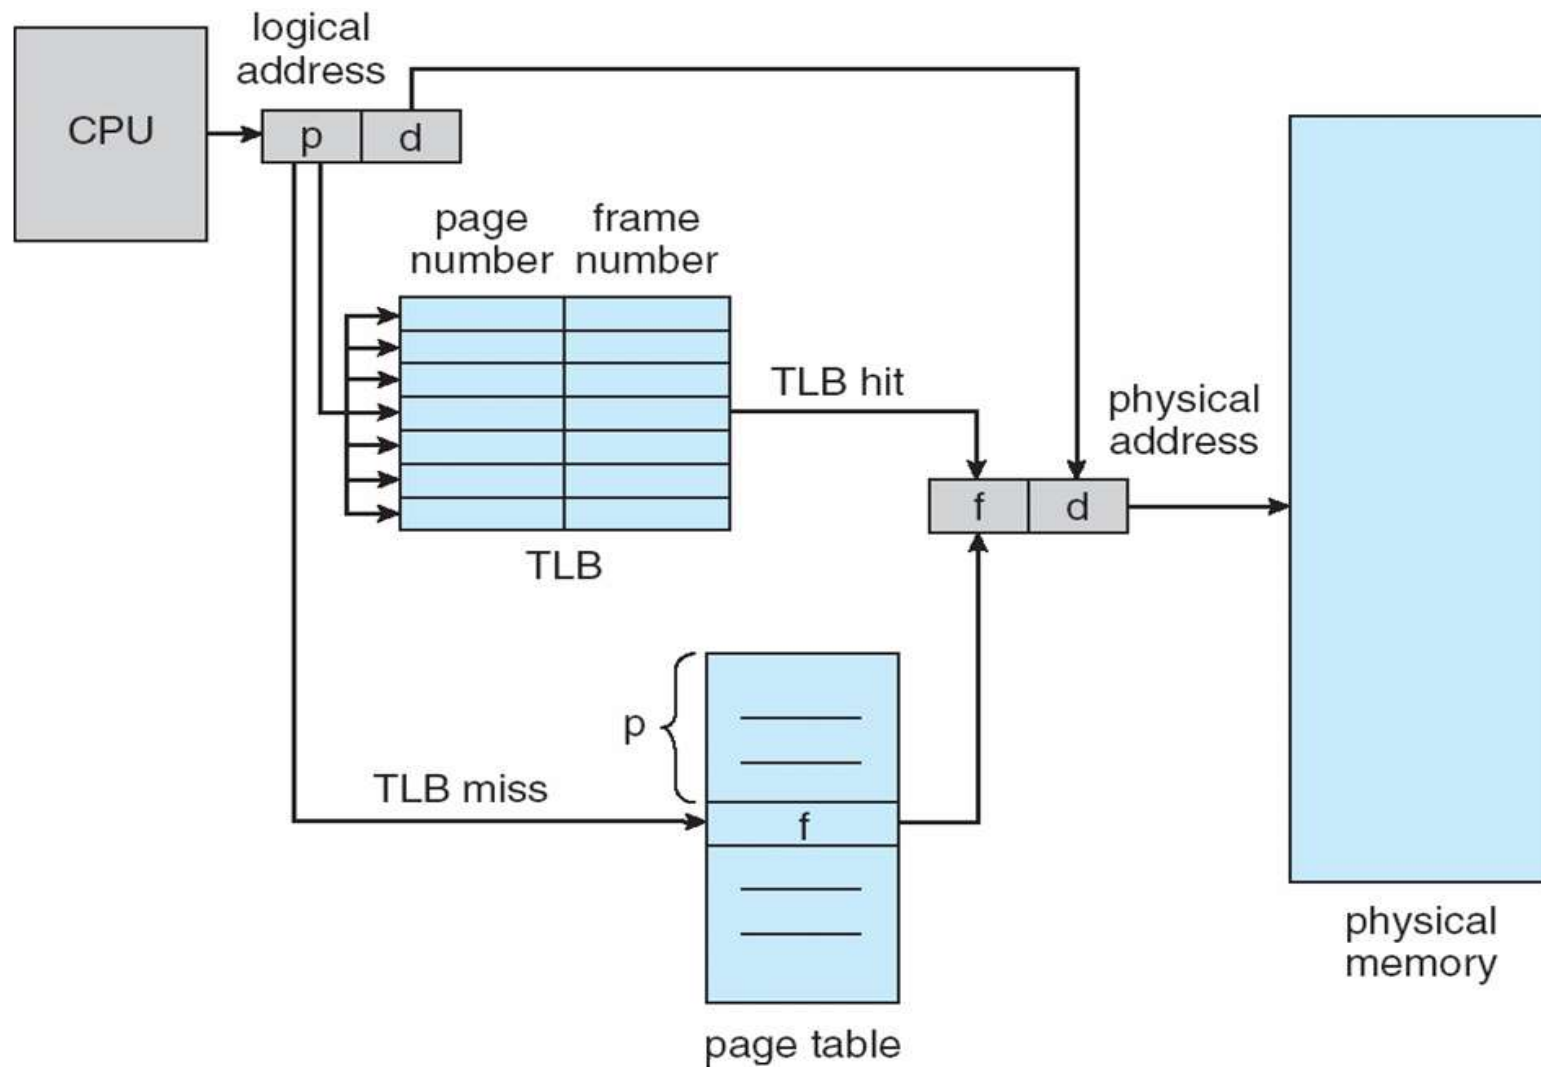 logical
address
CPU
p
d
page
number
frame
number
TLB hit
physical
address
f
d
TLB
p
TLB miss
f
physical
memory
page table